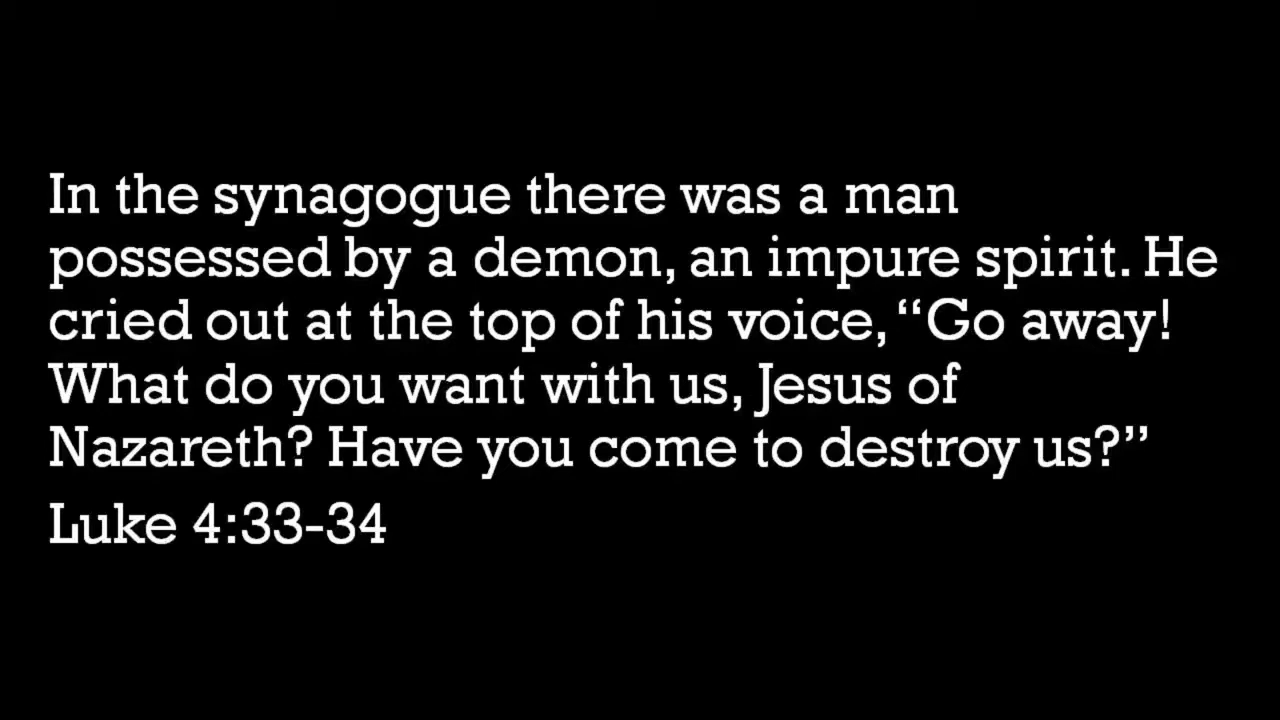 In the synagogue there was a man
possessed by a demon, an impure spirit. He
cried out at the top of his voice, “Go away!
What do you want with us, Jesus of
Nazareth? Have you come to destroy us?”
Luke 4:33-34